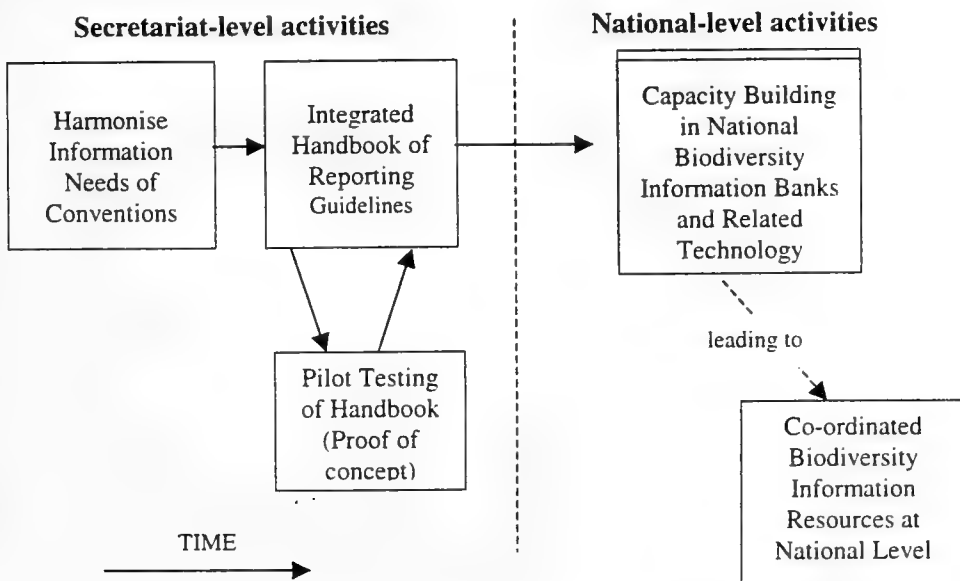 Secretariat-level activities
National-level activities
Harmonise
Information
Needs of
Conventions
Integrated
Handbook of
Reporting
Guidelines
Pilot Testing
of Handbook
(Proof of
concept)
TIME
Capacity Building
in National
Biodiversity
Information Banks
and Related
Technology
leading to
Co-ordinated
Biodiversity
Information
Resources at
National Level